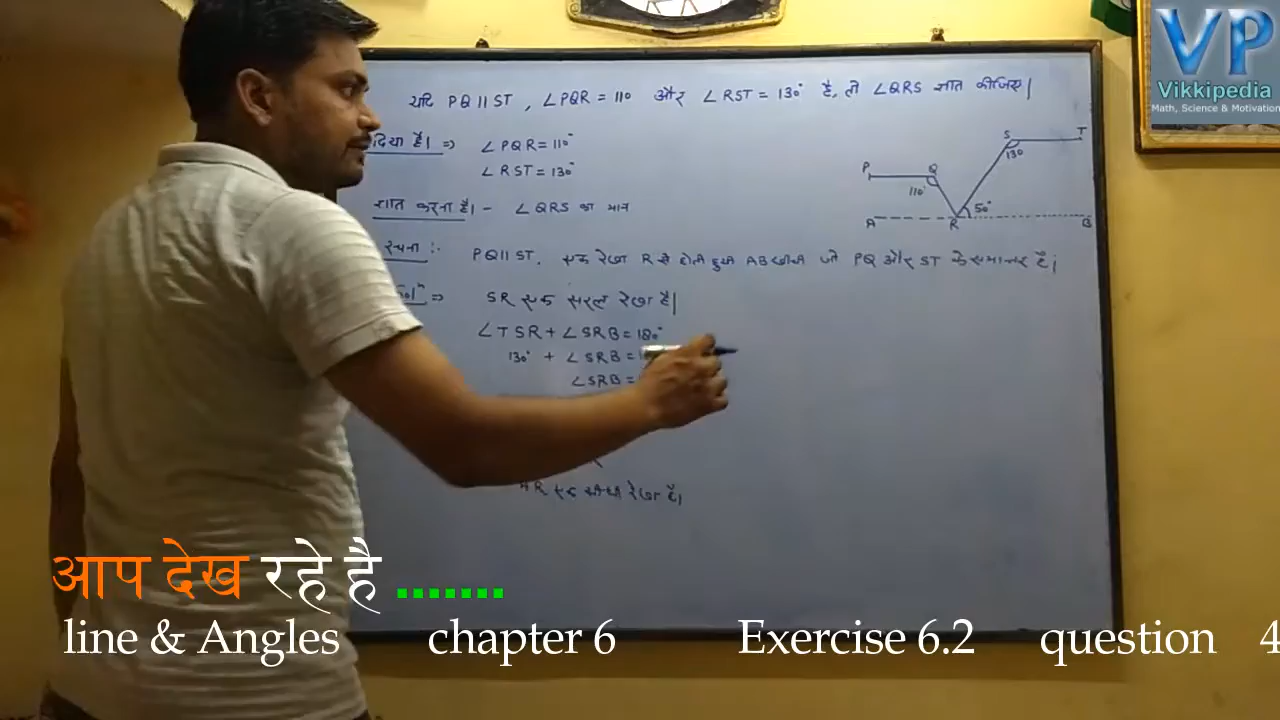 यदि PQ || ST , ∠PQR = 110 और ∠RST = 130° है, तो ∠QRS ज्ञात कीजिए|
दिया है। ⇒ ∠PQR = 110°
∠RST = 130°
ज्ञात करना है। - ∠QRS का मान
रचना :- PQ || ST, एक रेखा R से होती हुयी AB खींची जो PQ और ST के समान्तर है|
⇒ SR एक सरल रेखा है|
∠TSR + ∠SRB = 180°
130° + ∠SRB =
∠SRB =
R एक सीधी रेखा है।
P
Q
110°
S
T
130
50°
A
R
B
VP
Vikkipedia
Math, Science & Motivation
आप देख रहे है .......
line & Angles chapter 6 Exercise 6.2 question 4